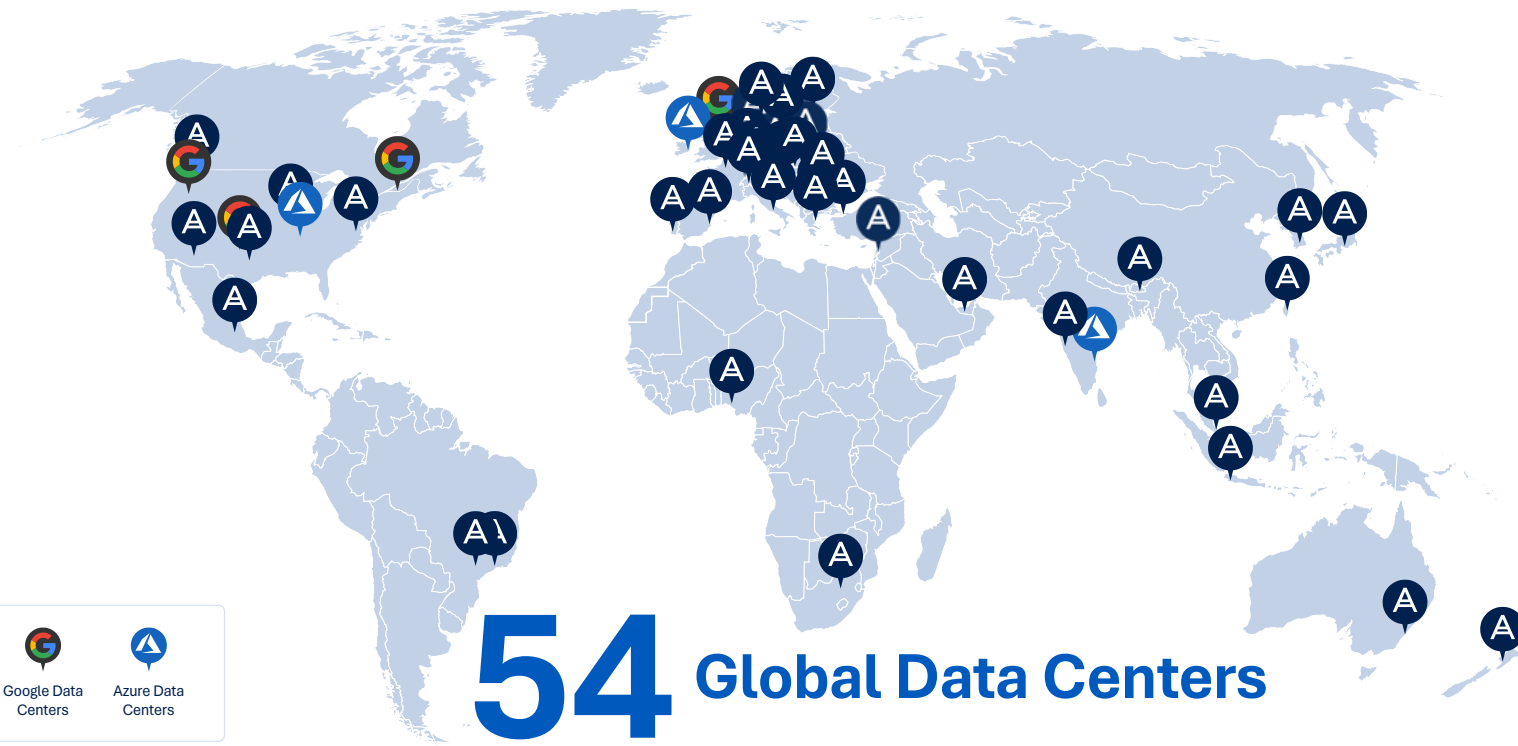 54 Global Data Centers
Google Data
Centers
Azure Data
Centers